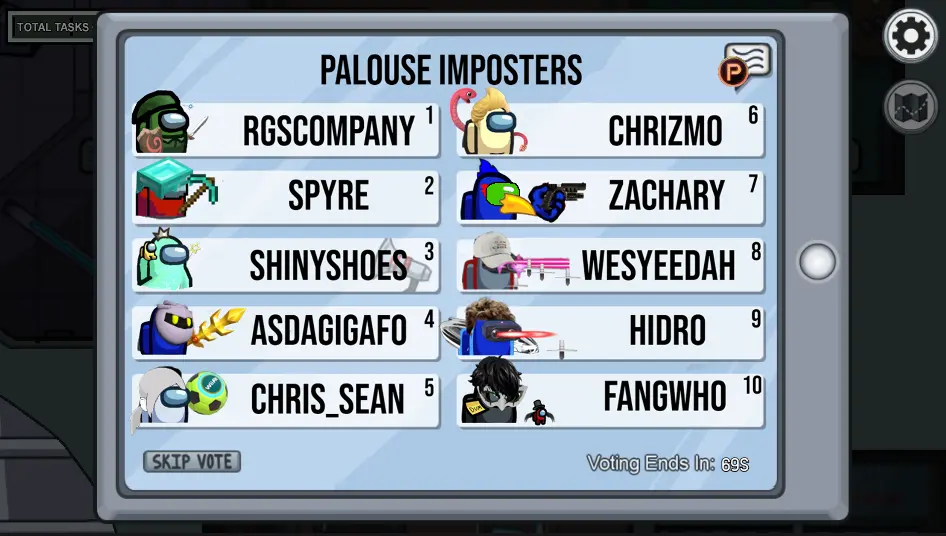 TOTAL TASKS
PALOUSE IMPOSTERS
P
RGSCOMPANY 1
SPYRE 2
SHINYSHOES 3
ASDAGIGAFO 4
CHRIS_SEAN 5
CHRIZMO 6
ZACHARY 7
WESYEEDAH 8
HIDRO 9
FANGWHO 10
SKIP VOTE
Voting Ends In: 69S